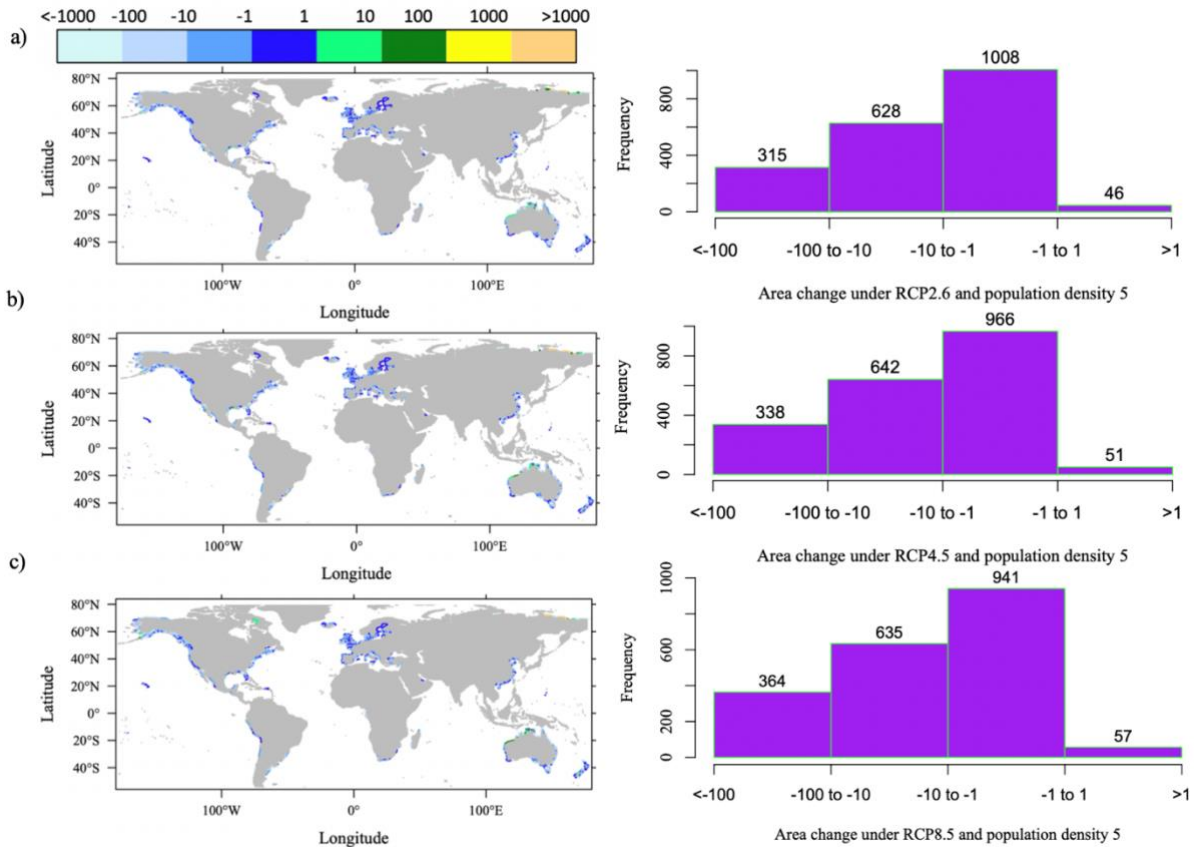 <-1000 -100 -10 -1 1 10 100 1000 >1000
a)
80°N
60°N
40°N
20°N
0°
20°S
40°S
Latitude
100°W 0° 100°E
Longitude
1008
628
315
46
800
400
0
Frequency
<-100 -100 to -10 -10 to -1 -1 to 1 >1
Area change under RCP2.6 and population density 5
b)
80°N
60°N
40°N
20°N
0°
20°S
40°S
Latitude
100°W 0° 100°E
Longitude
966
642
338
51
800
400
0
Frequency
<-100 -100 to -10 -10 to -1 -1 to 1 >1
Area change under RCP4.5 and population density 5
c)
80°N
60°N
40°N
20°N
0°
20°S
40°S
Latitude
100°W 0° 100°E
Longitude
941
635
364
57
1000
600
200
0
Frequency
<-100 -100 to -10 -10 to -1 -1 to 1 >1
Area change under RCP8.5 and population density 5